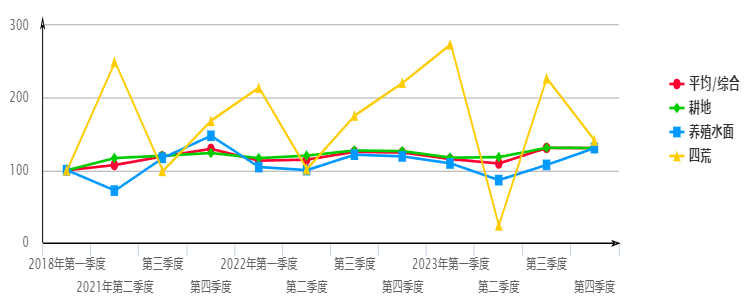 300
200
100
0
2018年第一季度
2021年第二季度
第三季度
第四季度
2022年第一季度
第二季度
第三季度
第四季度
2023年第一季度
第二季度
第三季度
第四季度
平均/综合
耕地
养殖水面
四荒